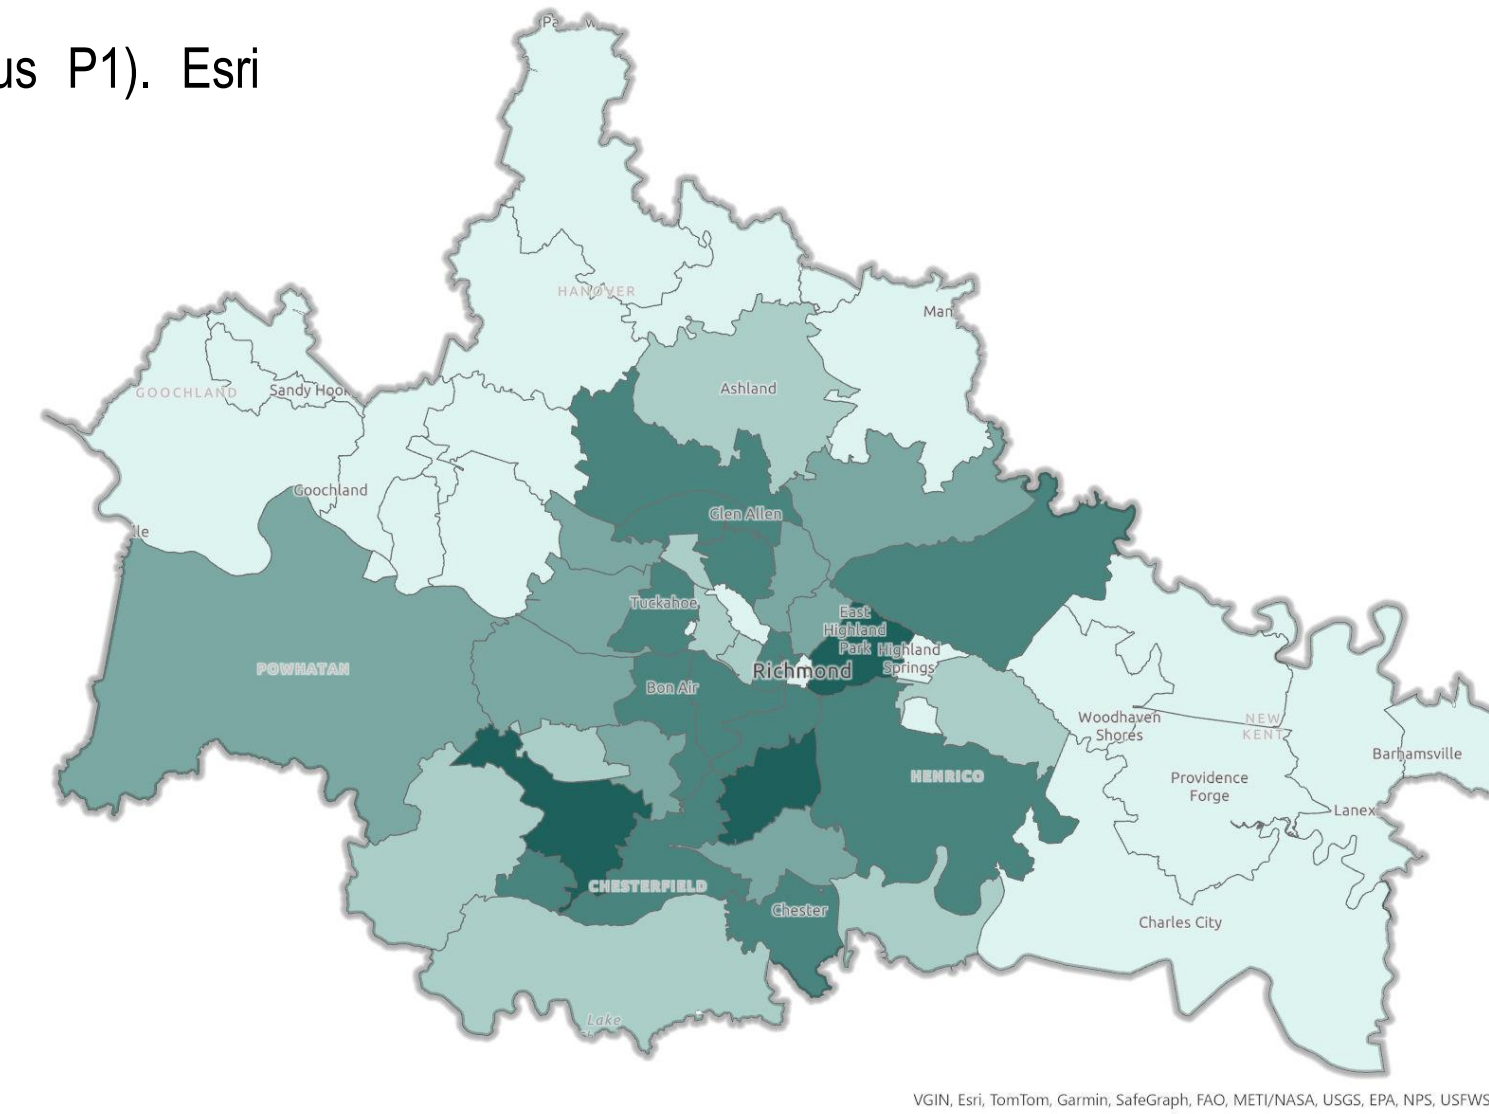 us P1). Esri
HANOVER
Man
Ashland
GOOCHLAND
Sandy Hook
Goochland
lle
Glen Allen
Tuckahoe
East
Highland
Park
Highland
Springs
Richmond
POWHATAN
Bon Air
Woodhaven
Shores
NEW
KENT
Barhamsville
HENRICO
Providence
Forge
Lanex
CHESTERFIELD
Chester
Charles City
Lake
VGIN, Esri, TomTom, Garmin, SafeGraph, FAO, METI/NASA, USGS, EPA, NPS, USFWS